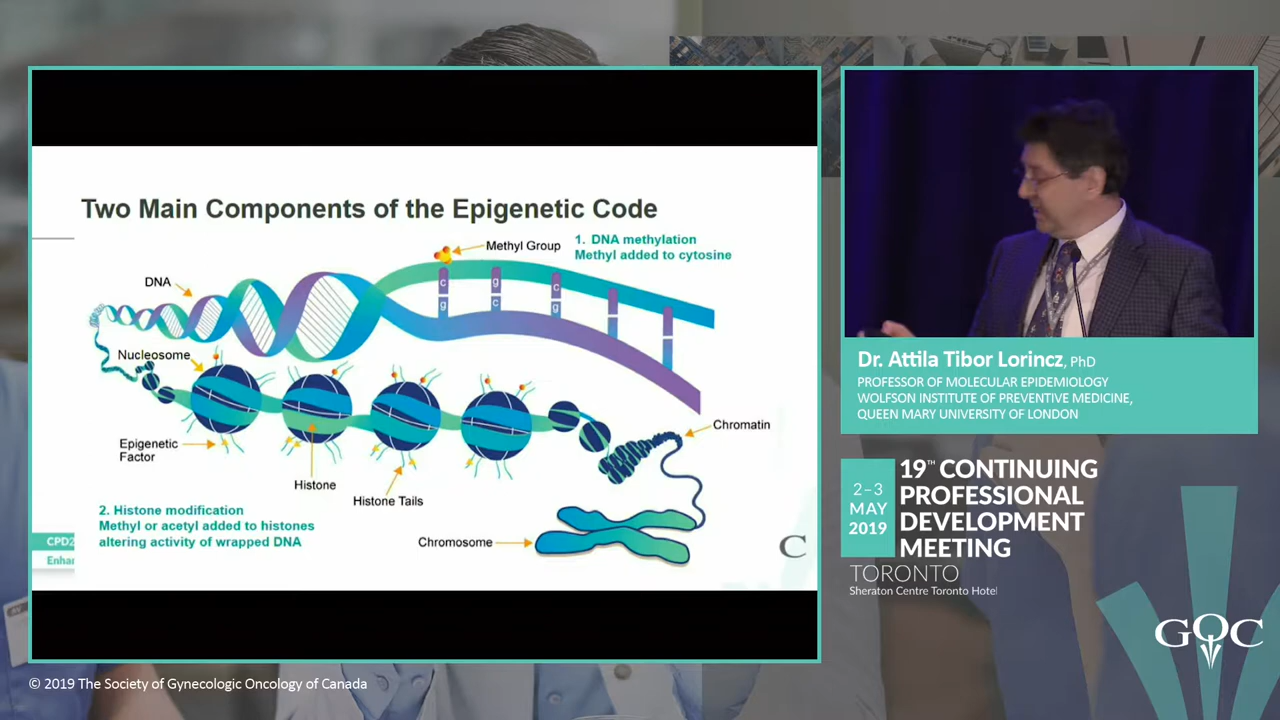 Two Main Components of the Epigenetic Code
Methyl Group
1. DNA methylation
Methyl added to cytosine
DNA
c
g
c
g
c
g
Nucleosome
Epigenetic
Factor
Histone
Histone Tails
Chromatin
Chromosome
2. Histone modification
Methyl or acetyl added to histones
altering activity of wrapped DNA
CPD2
Enhan
C
Dr. Attila Tibor Lorincz, PhD
PROFESSOR OF MOLECULAR EPIDEMIOLOGY
WOLFSON INSTITUTE OF PREVENTIVE MEDICINE,
QUEEN MARY UNIVERSITY OF LONDON
2–3
MAY
2019
19TH CONTINUING
PROFESSIONAL
DEVELOPMENT
MEETING
TORONTO
Sheraton Centre Toronto Hotel
GOC
© 2019 The Society of Gynecologic Oncology of Canada